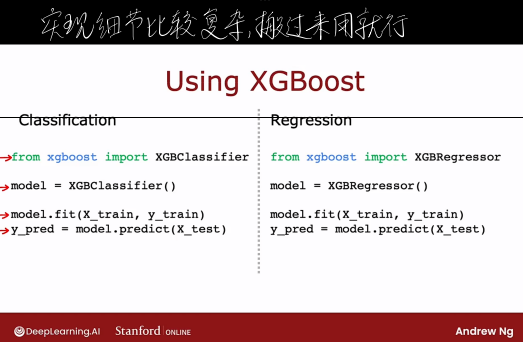 实现细节比较复杂,搬过来用就行
Using XGBoost
Classification
from xgboost import XGBClassifier
model = XGBClassifier()
model.fit(X_train, y_train)
y_pred = model.predict(X_test)
Regression
from xgboost import XGBRegressor
model = XGBRegressor()
model.fit(X_train, y_train)
y_pred = model.predict(X_test)
DeepLearning.AI Stanford ONLINE Andrew Ng